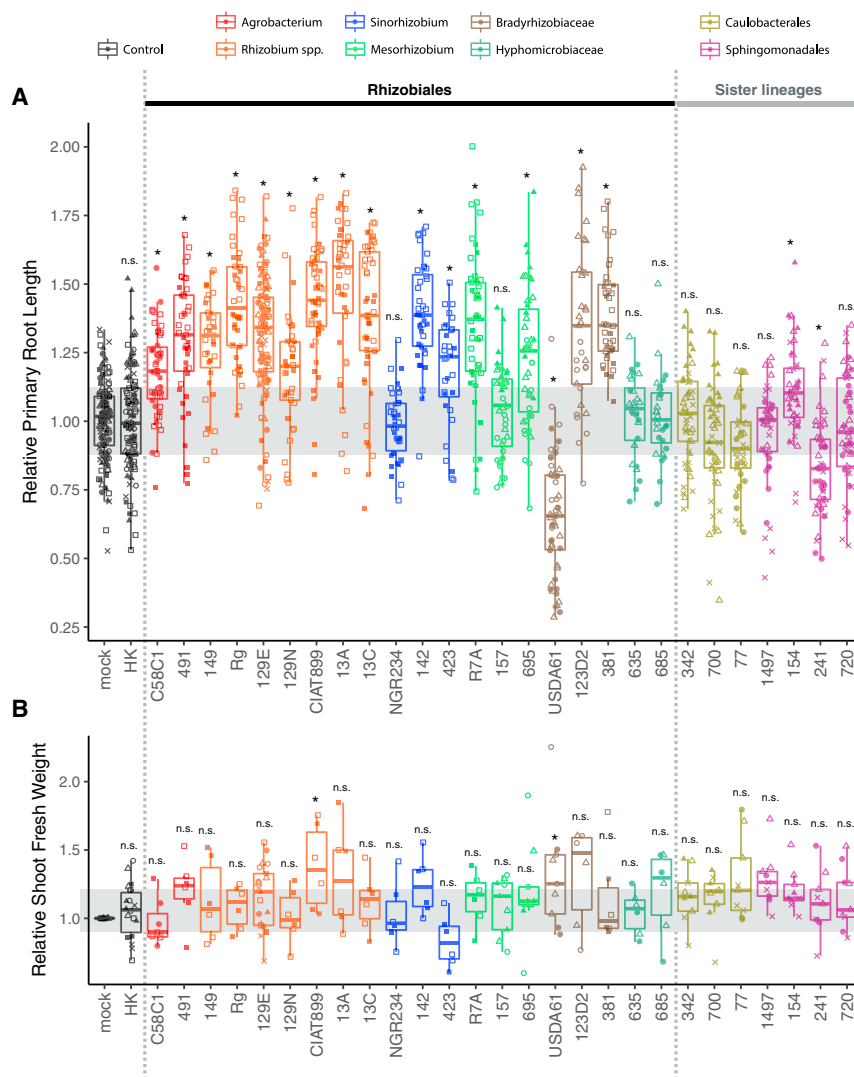 Agrobacterium Sinorhizobium Bradyrhizobiaceae Caulobacterales
Control Rhizobium spp. Mesorhizobium Hyphomicrobiaceae Sphingomonadales
A Rhizobiales Sister lineages
Relative Primary Root Length
2.00
1.75
1.50
1.25
1.00
0.75
0.50
0.25
n.s. * * * * * * * * * n.s. * * * n.s. * * * * n.s. n.s. n.s. n.s. n.s. n.s. * * n.s.
mock HK C58C1 491 149 Rg 129E 129N CIAT899 13A 13C NGR234 142 423 R7A 157 695 USDA61 123D2 381 635 685 342 700 77 1497 154 241 720
B
Relative Shoot Fresh Weight
2.0
1.5
1.0
n.s. n.s. n.s. n.s. n.s. n.s. n.s. * n.s. n.s. n.s. n.s. n.s. n.s. n.s. n.s. * n.s. n.s. n.s. n.s. n.s. n.s. n.s. n.s. n.s. n.s. n.s.
mock HK C58C1 491 149 Rg 129E 129N CIAT899 13A 13C NGR234 142 423 R7A 157 695 USDA61 123D2 381 635 685 342 700 77 1497 154 241 720